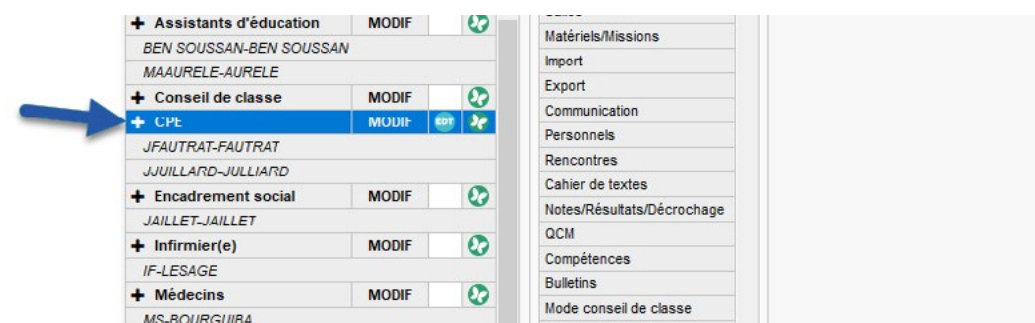 + Assistants d'éducation MODIF
BEN SOUSSAN-BEN SOUSSAN
MAAURELE-AURELE
+ Conseil de classe MODIF
+ CPE MODIF EDT
JFAUTRAT-FAUTRAT
JJUILLARD-JULLIARD
+ Encadrement social MODIF
JAILLET-JAILLET
+ Infirmier(e) MODIF
IF-LESAGE
+ Médecins MODIF
MS-BOURGUIBA
Matériels/Missions
Import
Export
Communication
Personnels
Rencontres
Cahier de textes
Notes/Résultats/Décrochage
QCM
Compétences
Bulletins
Mode conseil de classe